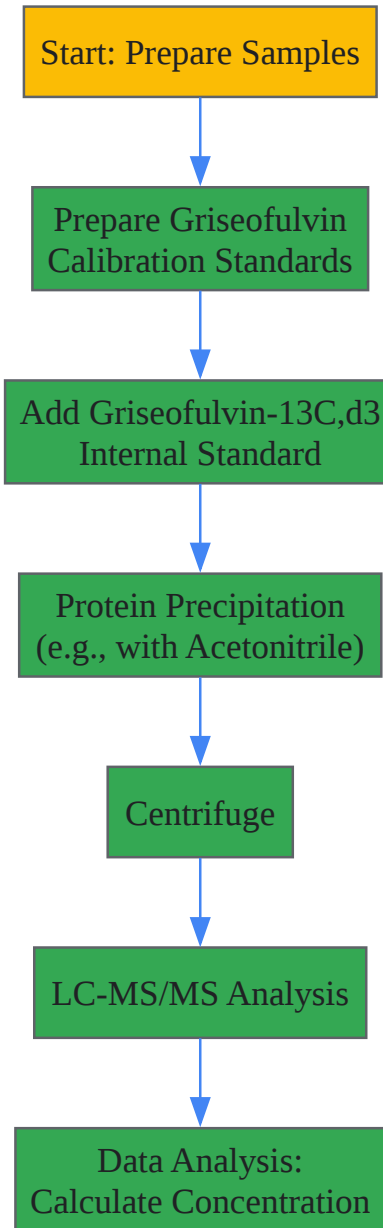 Start: Prepare Samples
Prepare Griseofulvin
Calibration Standards
Add Griseofulvin-13C,d3
Internal Standard
Protein Precipitation
(e.g., with Acetonitrile)
Centrifuge
LC-MS/MS Analysis
Data Analysis:
Calculate Concentration